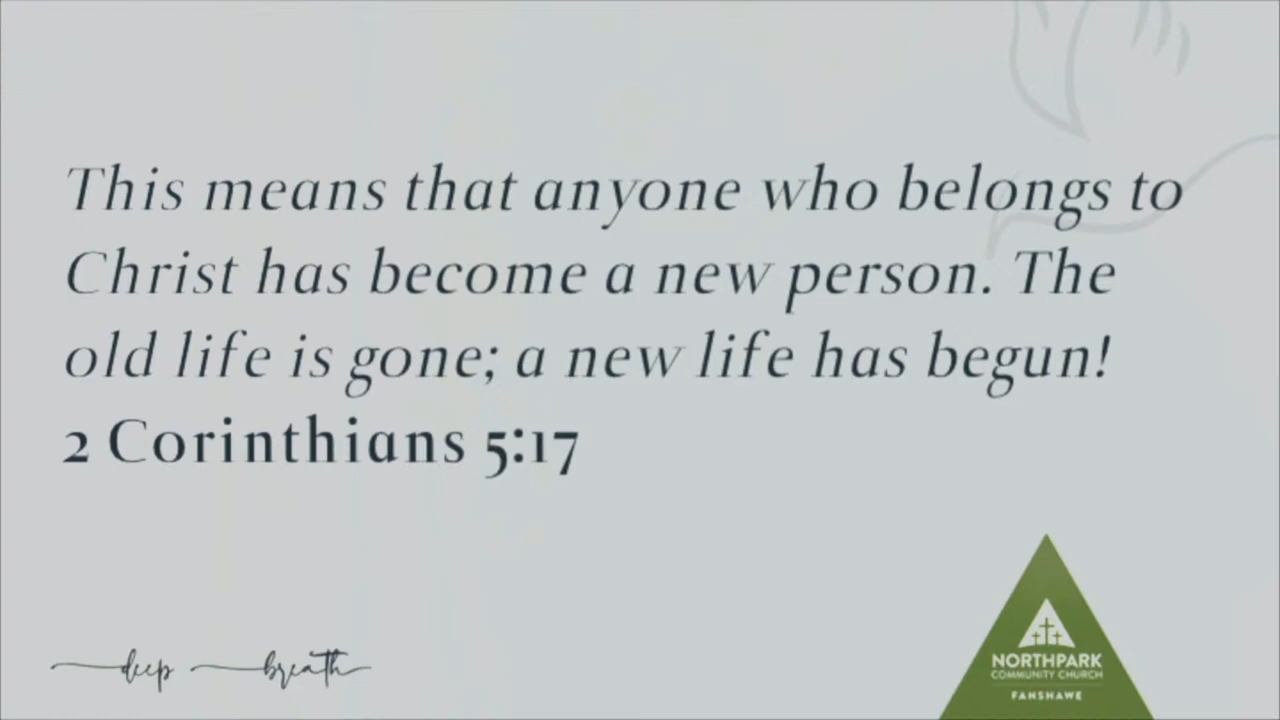 This means that anyone who belongs to
Christ has become a new person. The
old life is gone; a new life has begun!
2 Corinthians 5:17
deep breath
NORTHPARK
COMMUNITY CHURCH
FANSHAWE